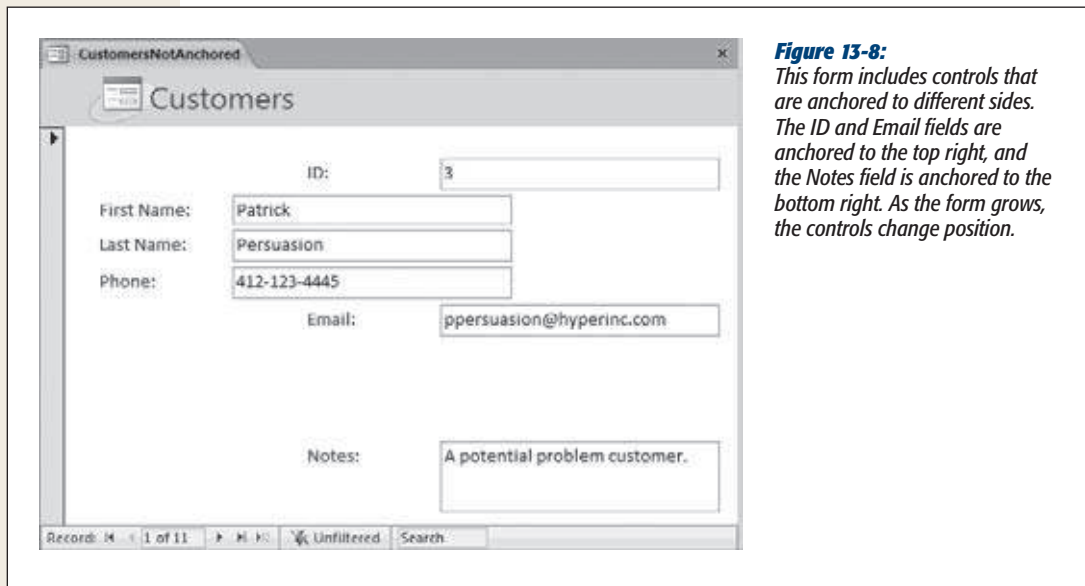 CustomersNotAnchored
Customers
ID: 3
First Name: Patrick
Last Name: Persuasion
Phone: 412-123-4445
Email: ppersuasion@hyperinc.com
Notes: A potential problem customer.
Record: 1 of 11 Unfiltered Search
Figure 13-8:
This form includes controls that
are anchored to different sides.
The ID and Email fields are
anchored to the top right, and
the Notes field is anchored to the
bottom right. As the form grows,
the controls change position.